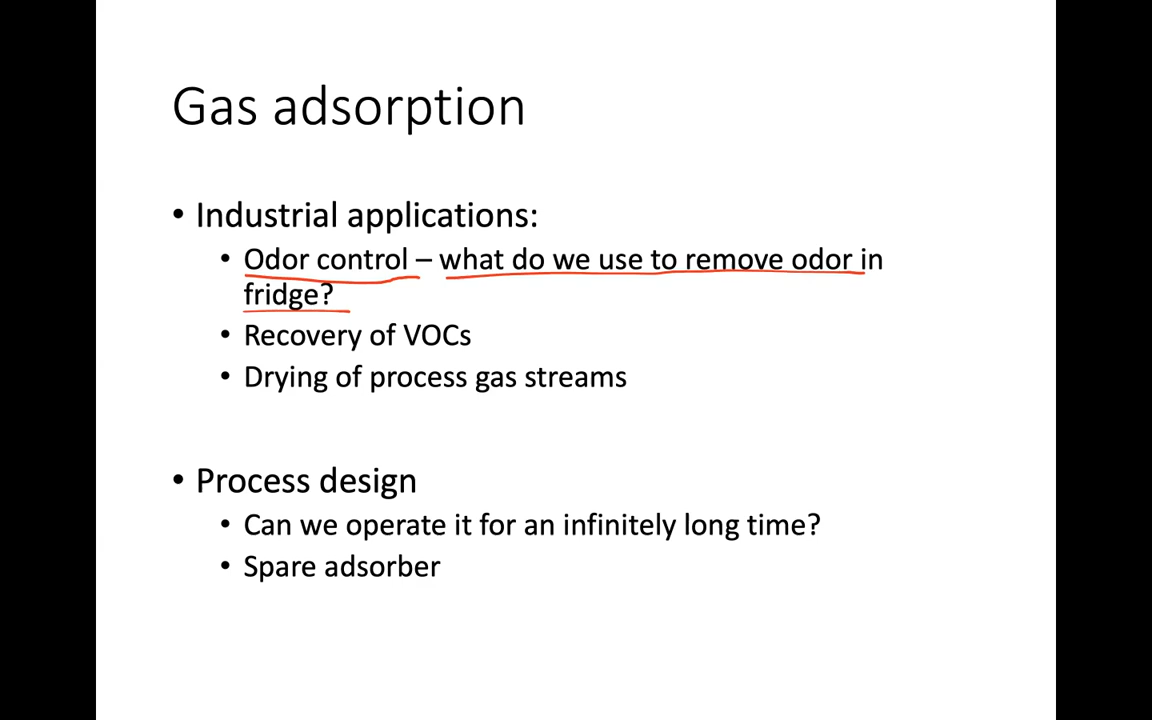 Gas adsorption
• Industrial applications:
• Odor control – what do we use to remove odor in
fridge?
• Recovery of VOCs
• Drying of process gas streams
• Process design
• Can we operate it for an infinitely long time?
• Spare adsorber